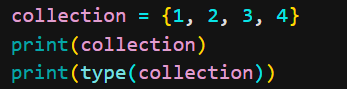 collection = {1, 2, 3, 4}
print(collection)
print(type(collection))